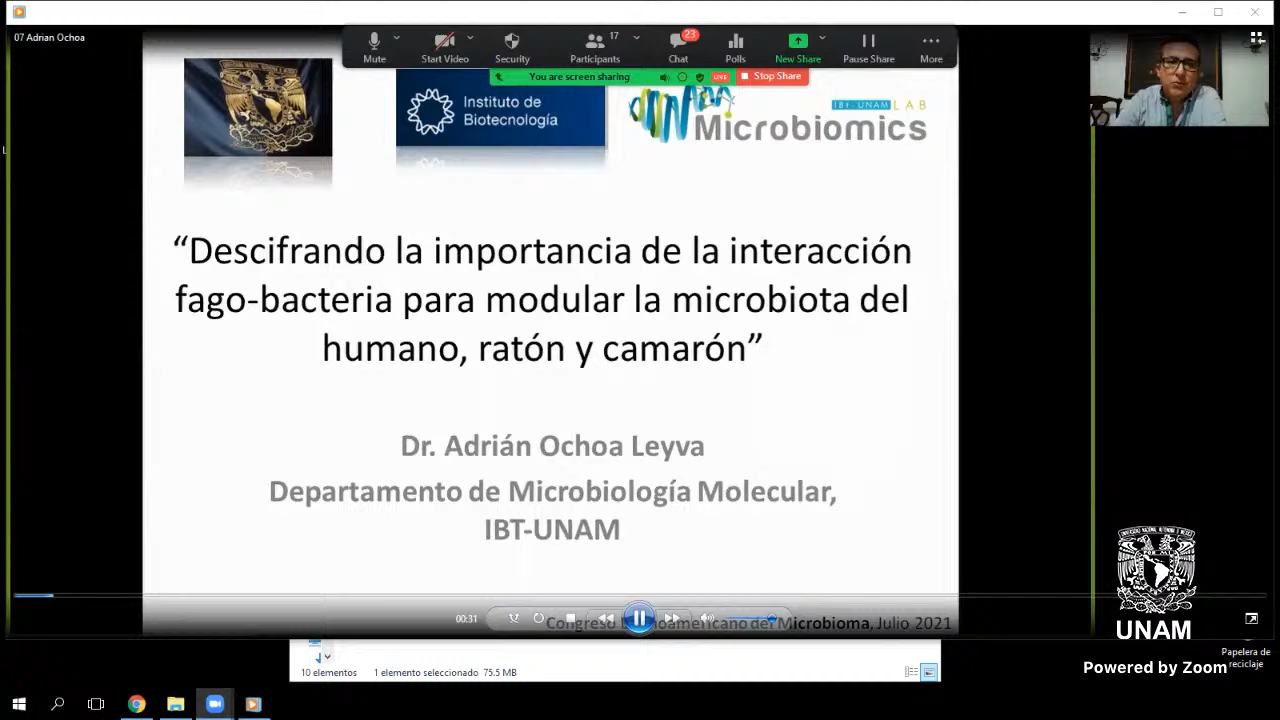 07 Adrian Ochoa
17
23
Mute
Start Video
Security
Participants
Chat
Polls
New Share
Pause Share
More
You are screen sharing
LIVE
Stop Share
Instituto de
Biotecnología
IBT-UNAM LAB
Microbiomics
“Descifrando la importancia de la interacción
fago-bacteria para modular la microbiota del
humano, ratón y camarón”
Dr. Adrián Ochoa Leyva
Departamento de Microbiología Molecular,
IBT-UNAM
00:31
Microbioma, Julio 2021
UNAM
Powered by Zoom
Papelera de
reciclaje
10 elementos
1 elemento seleccionado 75.5 MB